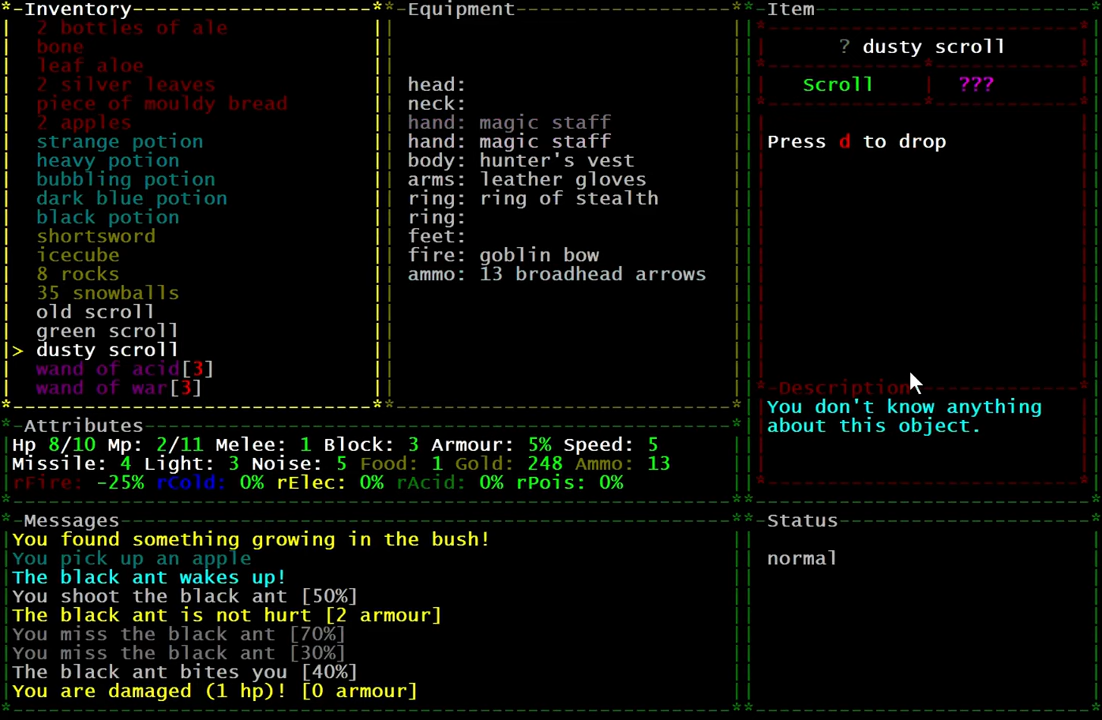 Inventory
2 bottles of ale
bone
leaf aloe
2 silver leaves
piece of mouldy bread
2 apples
strange potion
heavy potion
bubbling potion
dark blue potion
black potion
shortsword
icecube
8 rocks
35 snowballs
old scroll
green scroll
> dusty scroll
wand of acid[3]
wand of war[3]
Equipment
head:
neck:
hand: magic staff
hand: magic staff
body: hunter's vest
arms: leather gloves
ring: ring of stealth
ring:
feet:
fire: goblin bow
ammo: 13 broadhead arrows
Item
? dusty scroll
Scroll | ???
Press d to drop
Description
You don't know anything
about this object.
Attributes
Hp 8/10 Mp: 2/11 Melee: 1 Block: 3 Armour: 5% Speed: 5
Missile: 4 Light: 3 Noise: 5 Food: 1 Gold: 248 Ammo: 13
rFire: -25% rCold: 0% rElec: 0% rAcid: 0% rPois: 0%
Messages
You found something growing in the bush!
You pick up an apple
The black ant wakes up!
You shoot the black ant [50%]
The black ant is not hurt [2 armour]
You miss the black ant [70%]
You miss the black ant [30%]
The black ant bites you [40%]
You are damaged (1 hp)! [0 armour]
Status
normal